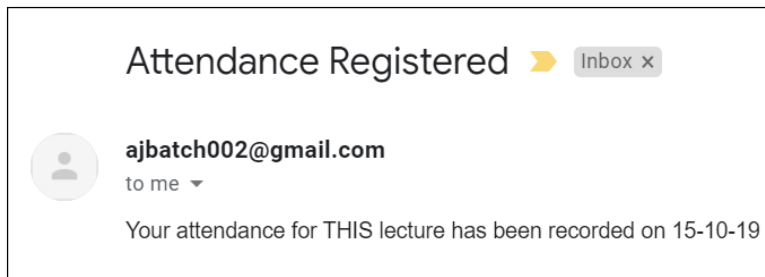 Attendance Registered Inbox x
ajbatch002@gmail.com
to me
Your attendance for THIS lecture has been recorded on 15-10-19